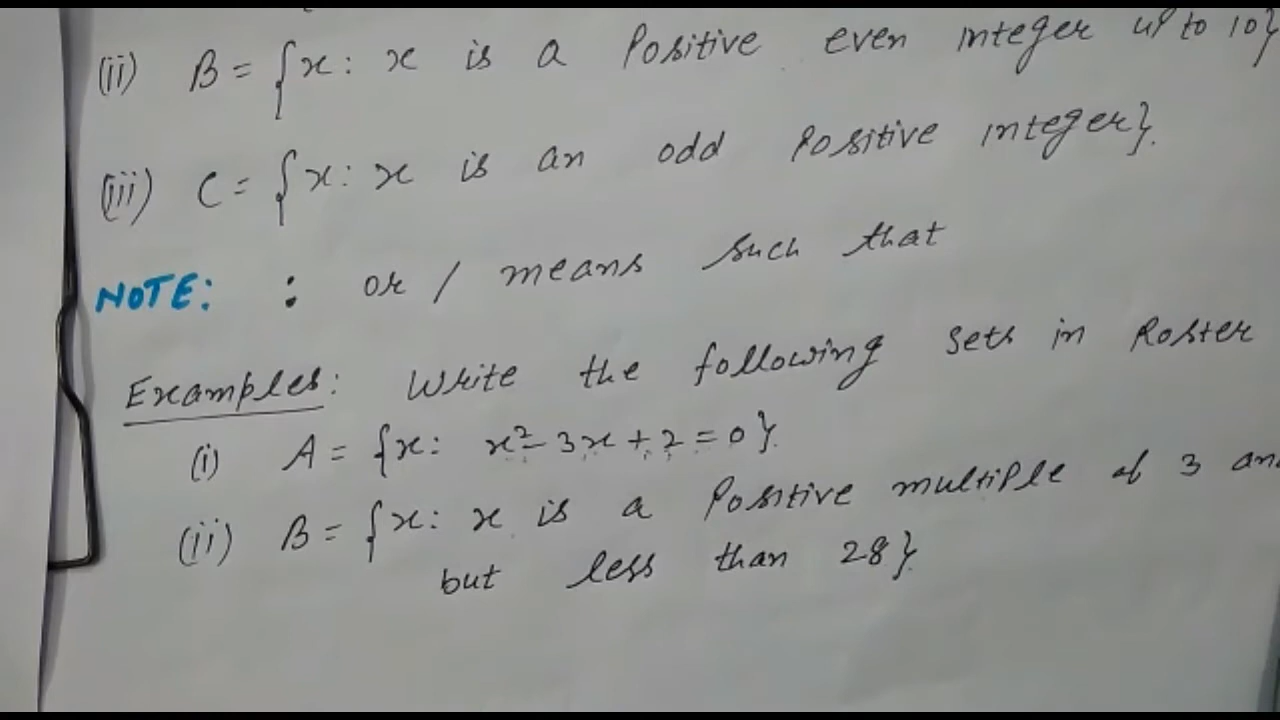 (ii) B = {x: x is a Positive even integer up to 10}
(iii) C = {x: x is an odd Positive integer}.
NOTE: : or / means such that
Examples: Write the following sets in Roster
(i) A = {x: x²-3x+2=0}.
(ii) B = {x: x is a Positive multiple of 3 an
but less than 28}.